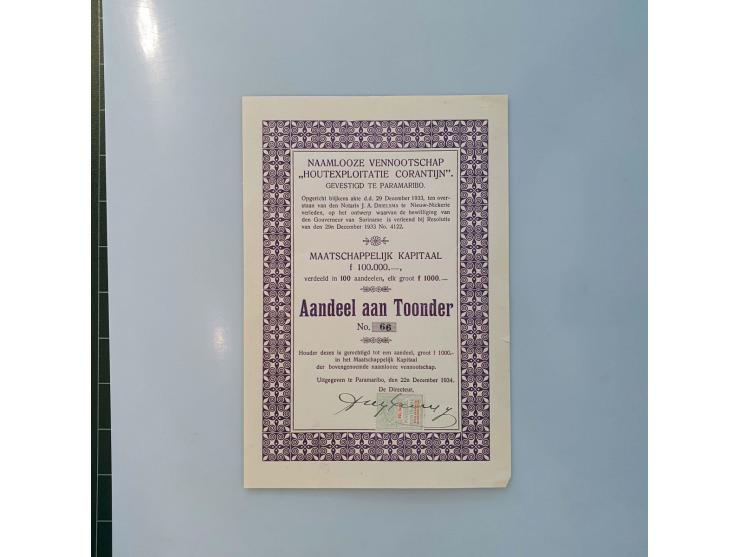 NAAMLOOZE VENNOOTSCHAP
„HOUTEXPLOITATIE CORANTIJN".
GEVESTIGD TE PARAMARIBO.
Opgericht blijkens akte d.d. 29 December 1933, ten over-
staan van den Notaris J. A. DRIELSMA te Nieuw-Nickerie
verleden, op het ontwerp waarvan de bewilliging van
den Gouverneur van Suriname is verleend bij Resolutie
van den 29n December 1933 No. 4122.
MAATSCHAPPELIJK KAPITAAL
f 100.000.—,
verdeeld in 100 aandeelen, elk groot f 1000.—
Aandeel aan Toonder
No. 66
Houder dezes is gerechtigd tot een aandeel, groot f 1000,-
in het Maatschappelijk Kapitaal
der bovengenoemde naamlooze vennootschap.
Uitgegeven te Paramaribo, den 22n December 1934.
De Directeur,